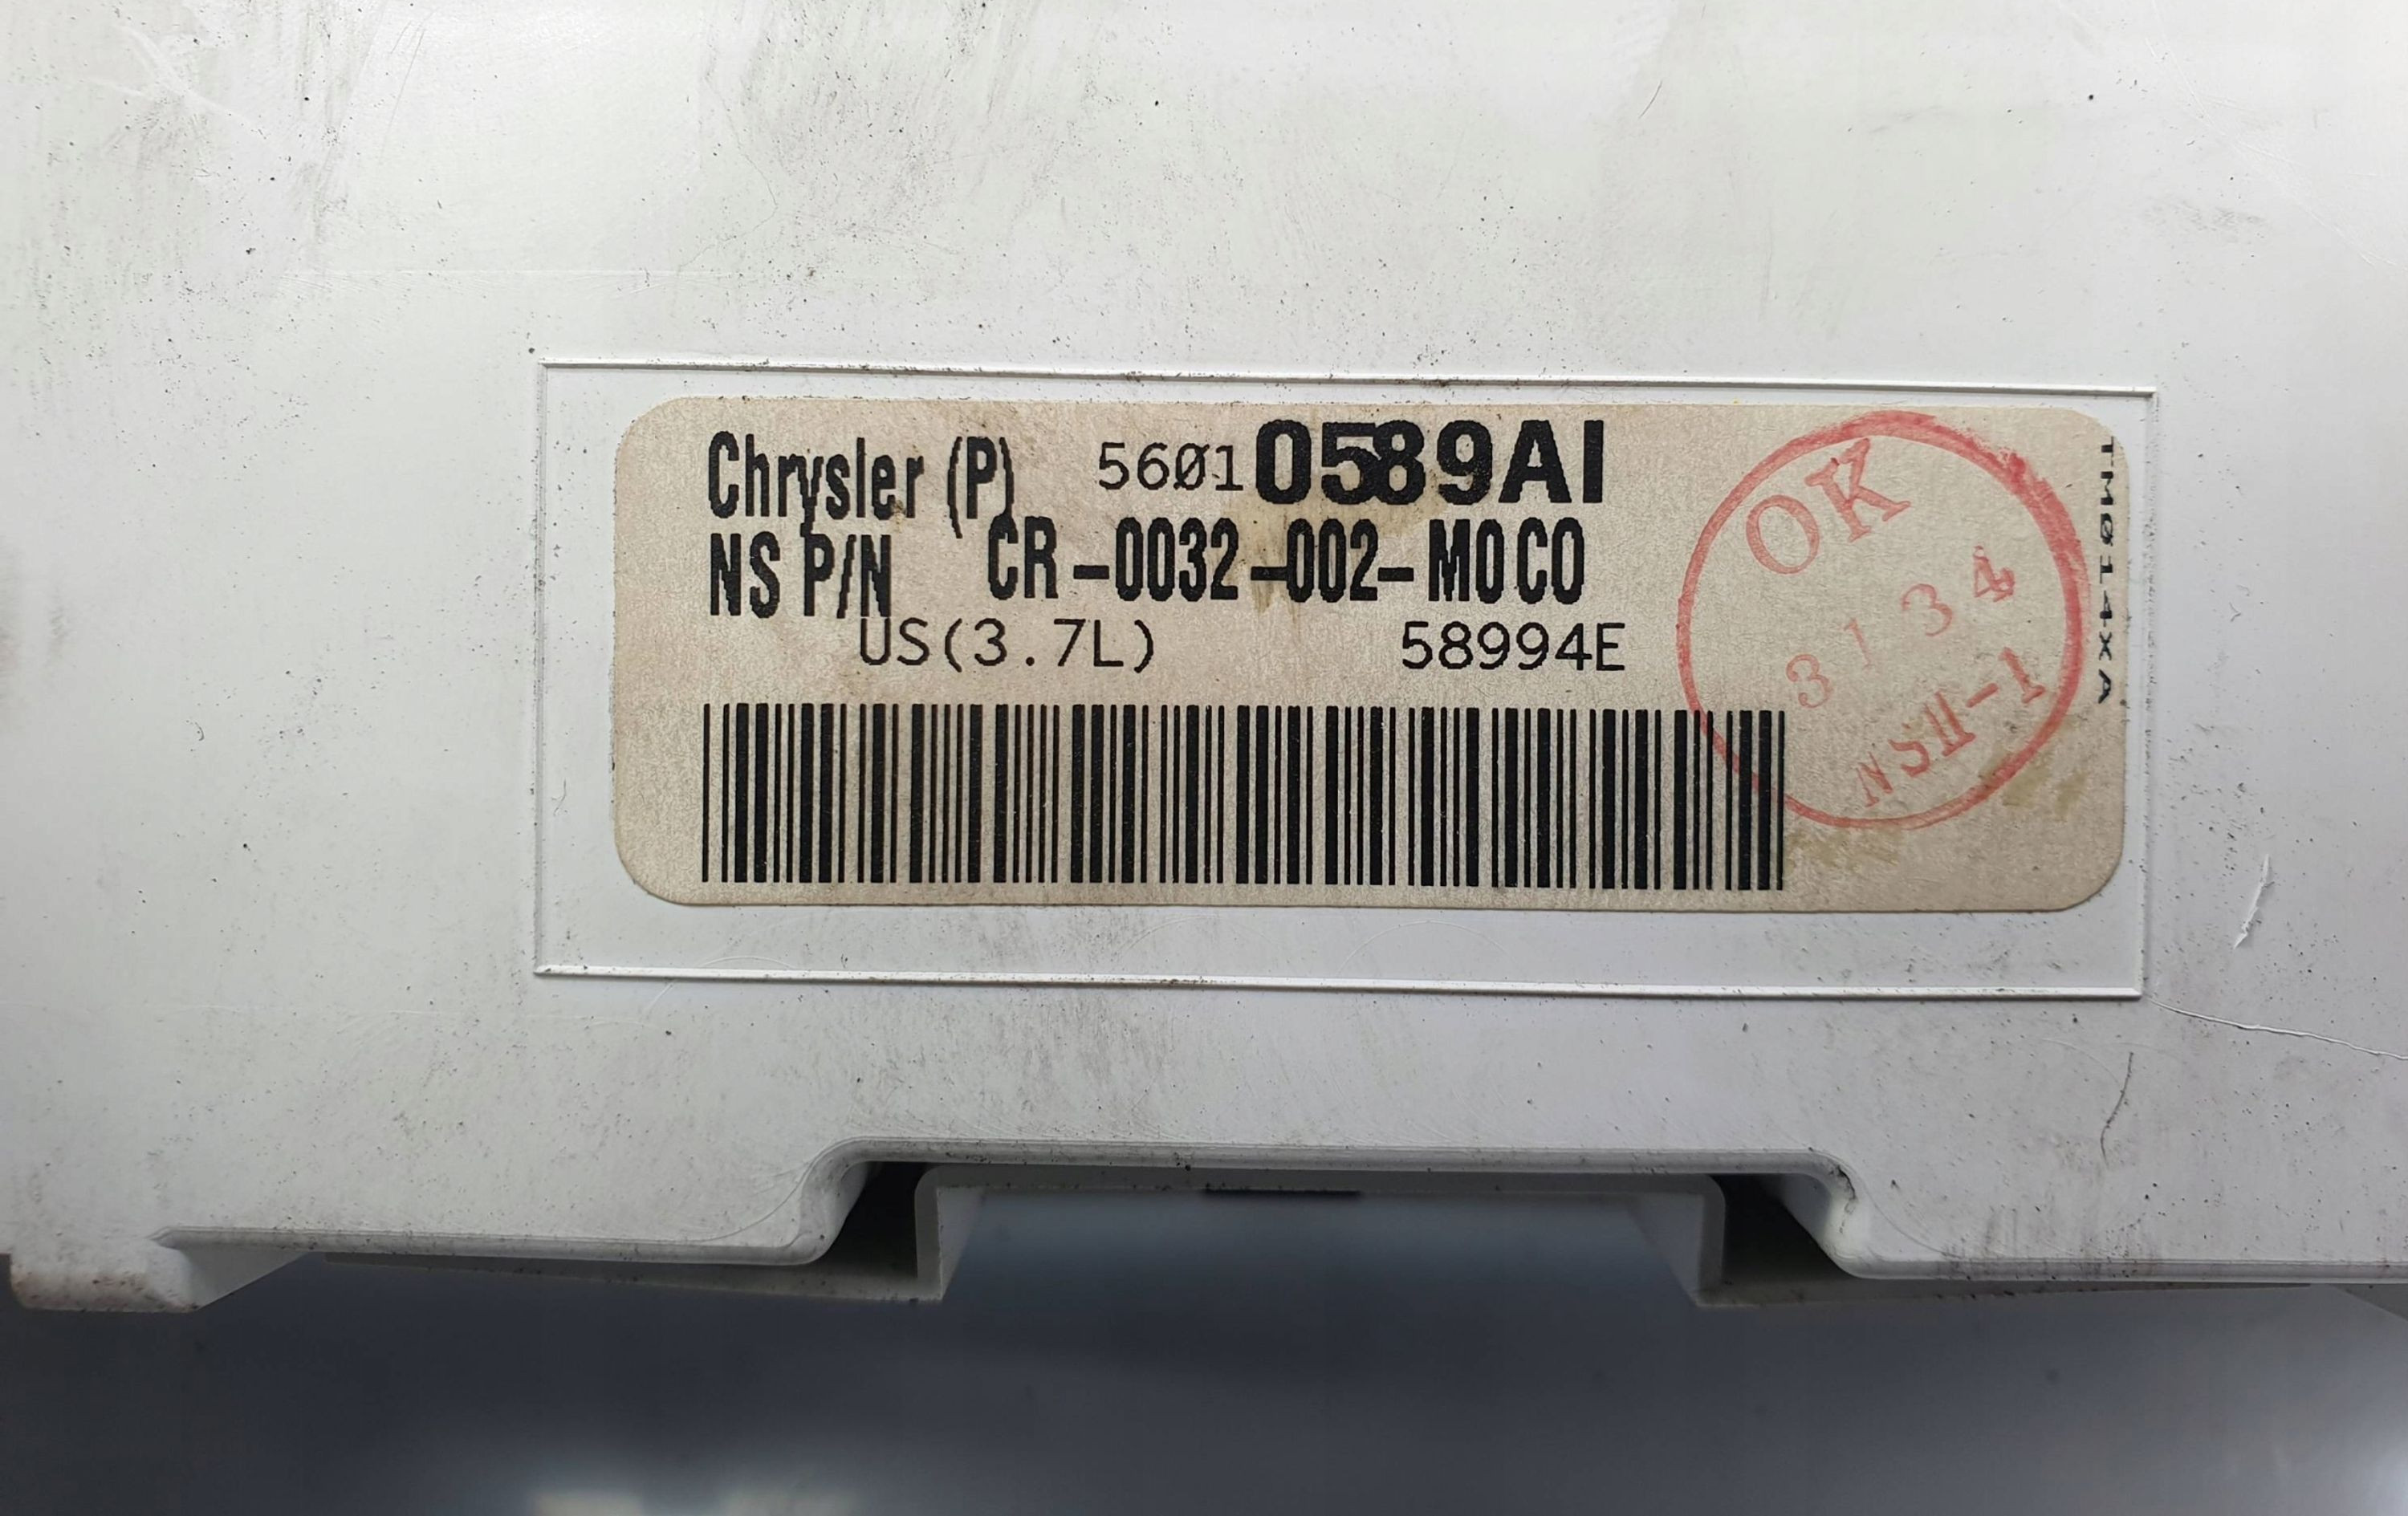 Chrysler (P) 56010589AI
NS P/N CR-0032-002-M0C0
US(3.7L) 58994E
OK
3134
NSII-1
TM014XA